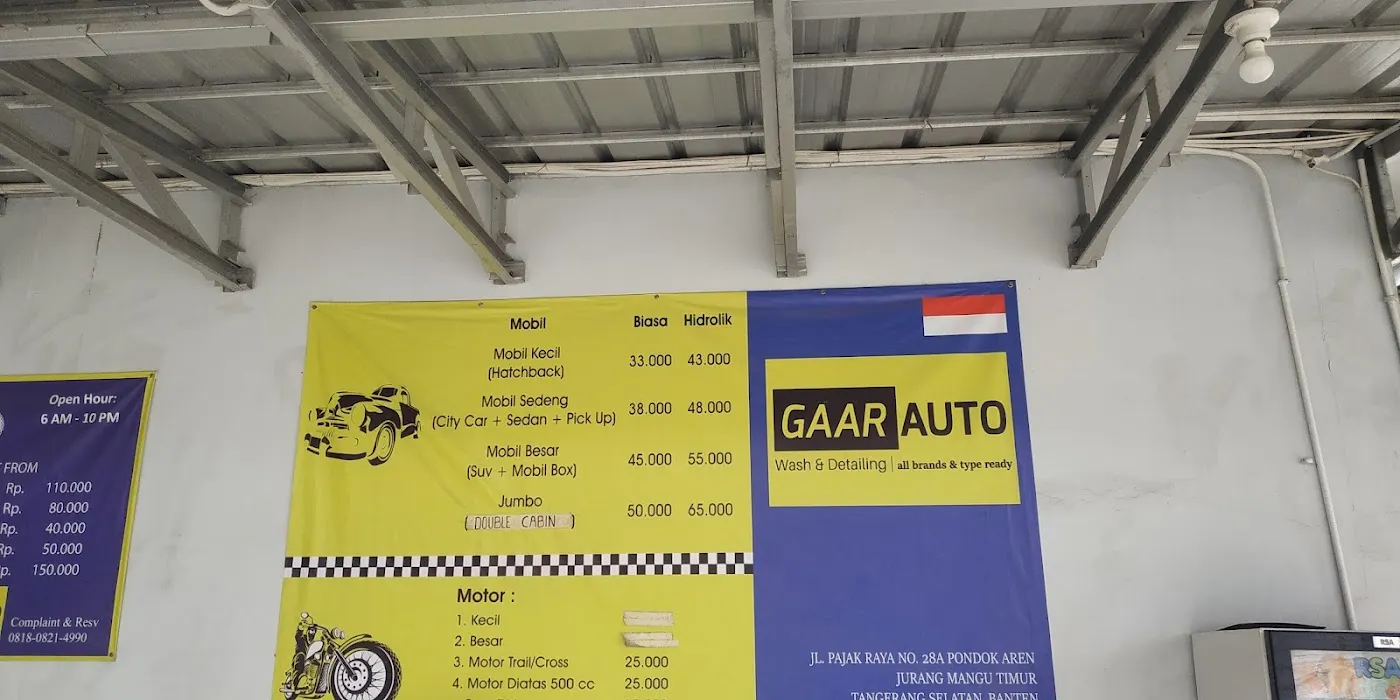 Open Hour:
6 AM - 10 PM
FROM
Rp. 110.000
Rp. 80.000
Rp. 40.000
Rp. 50.000
150.000
Complaint & Resv
0818-0821-4990
Mobil Biasa Hidrolik
Mobil Kecil
(Hatchback) 33.000 43.000
Mobil Sedeng
(City Car + Sedan + Pick Up) 38.000 48.000
Mobil Besar
(Suv + Mobil Box) 45.000 55.000
Jumbo
( DOUBLE CABIN ) 50.000 65.000
Motor :
1. Kecil
2. Besar
3. Motor Trail/Cross 25.000
4. Motor Diatas 500 cc 25.000
GAAR AUTO
Wash & Detailing | all brands & type ready
JL. PAJAK RAYA NO. 28A PONDOK AREN
JURANG MANGU TIMUR
TANGERANG SELATAN, BANTEN
RSA
RSA